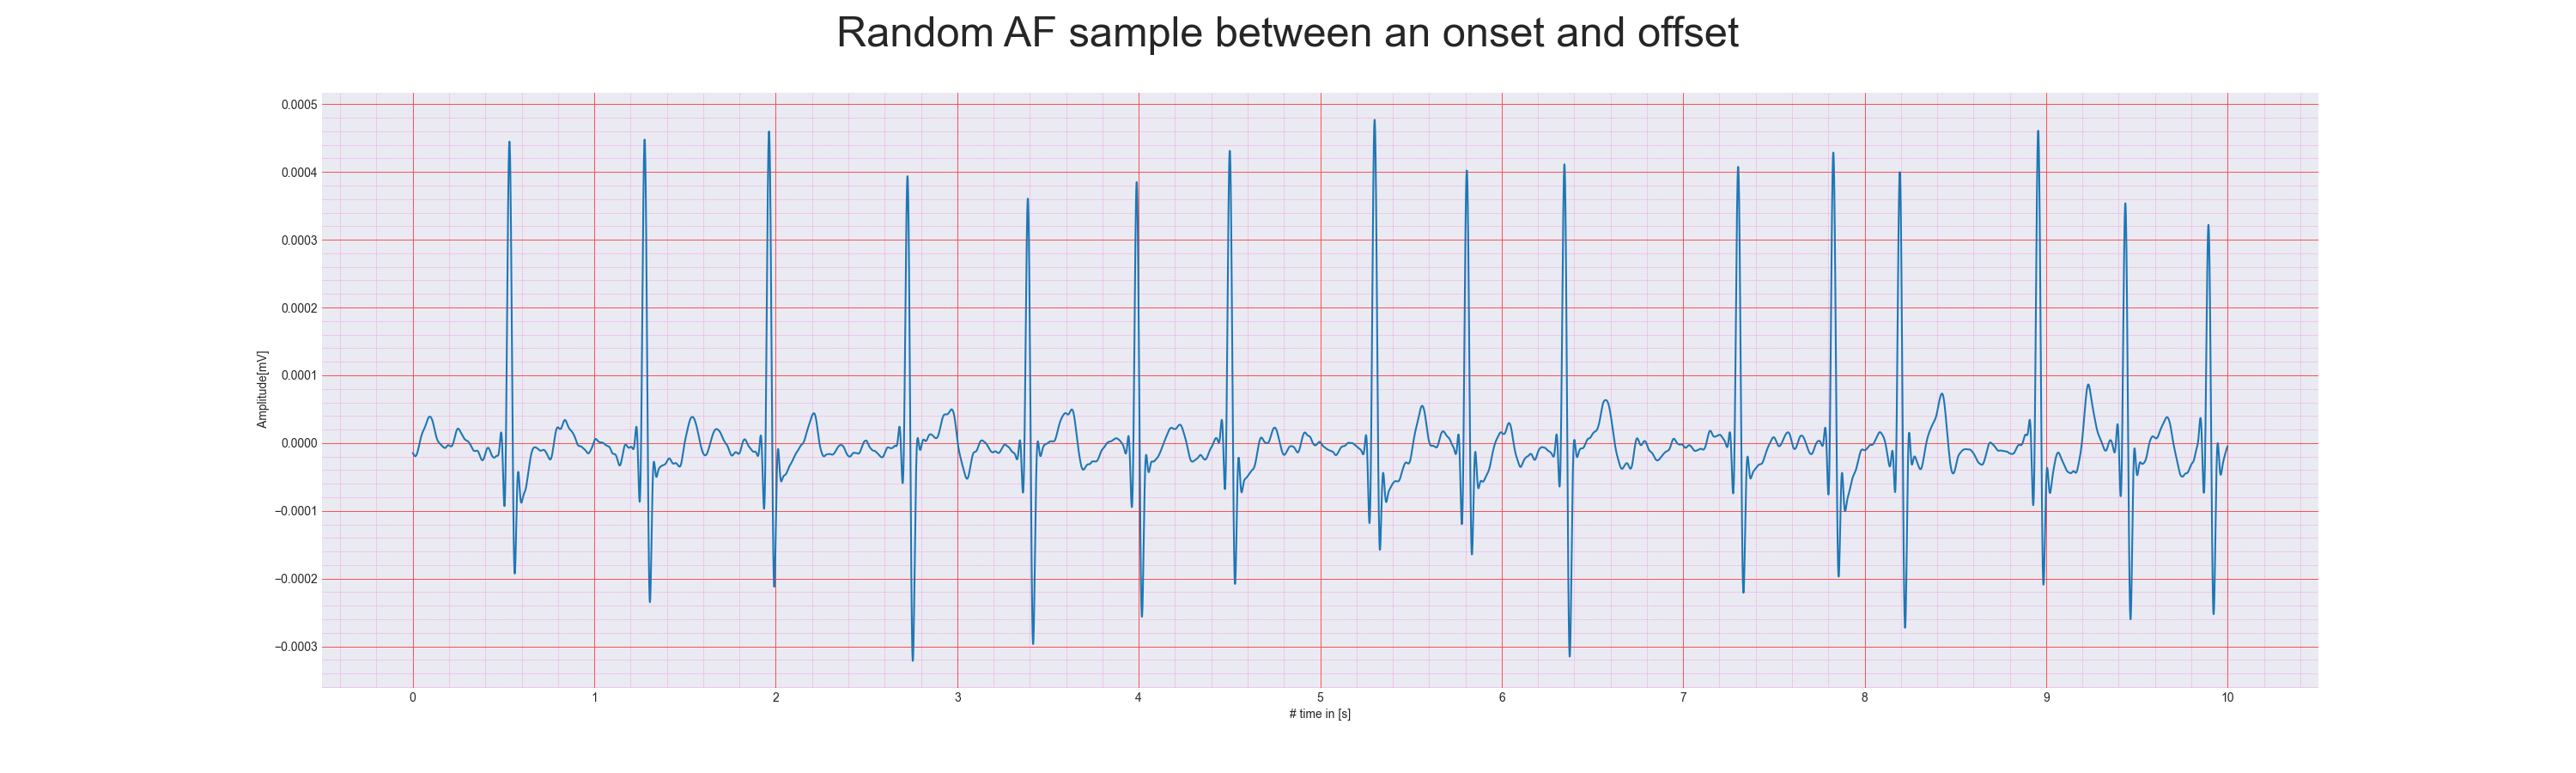 Random AF sample between an onset and offset
0.0005
0.0004
0.0003
0.0002
0.0001
0.0000
−0.0001
−0.0002
−0.0003
Amplitude[mV]
0 1 2 3 4 5 6 7 8 9 10
# time in [s]